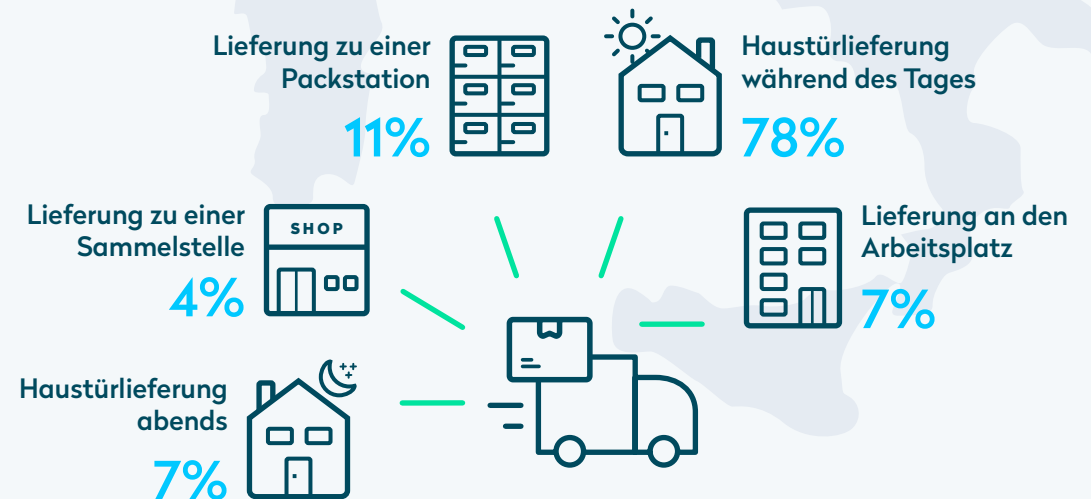 Lieferung zu einer
Packstation
11%
Haustürlieferung
während des Tages
78%
Lieferung zu einer
Sammelstelle
4%
SHOP
Lieferung an den
Arbeitsplatz
7%
Haustürlieferung
abends
7%